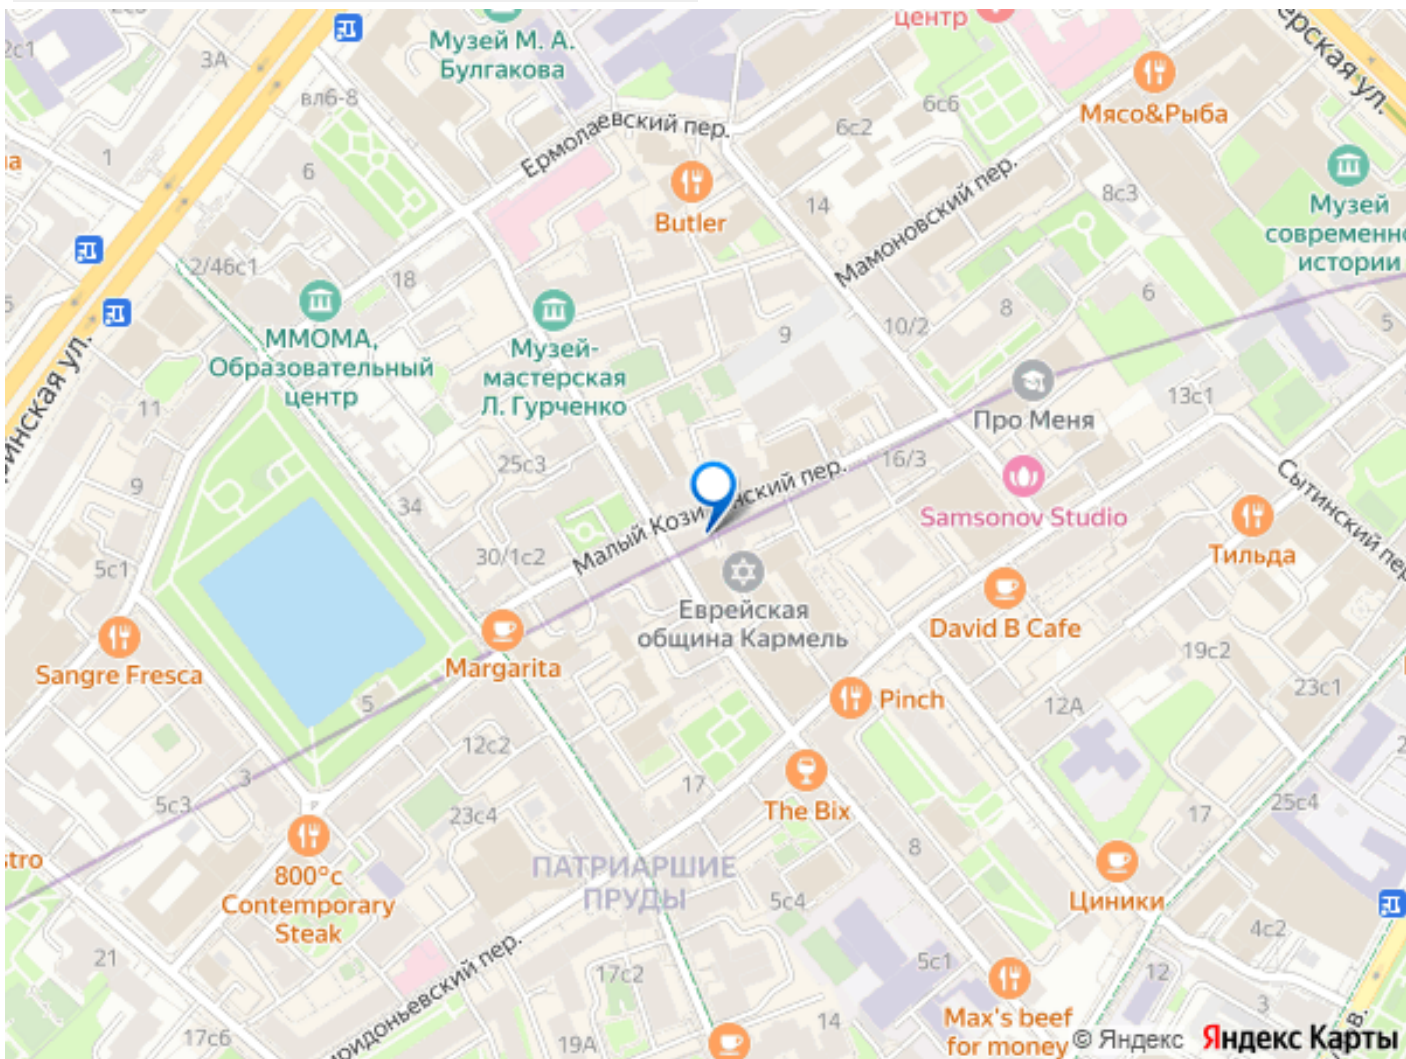 центр
Музей М. А.
Булгакова
2с1
3А
вл6-8
Мясо&Рыба
6с6
6с2
Ермолаевский пер.
1
6
Butler
14
Мамоновский пер.
8с3
Музей
истории
2/46с1
18
ММОМА,
Образовательный
центр
Музей-
мастерская
Л. Гурченко
9
10/2
8
6
5
11
Про Меня
13с1
9
34
25с3
16/3
Samsonov Studio
Сытинский пер.
Тильда
5с1
30/1с2
Еврейская
община Кармель
David B Cafe
Sangre Fresca
Margarita
19с2
23с1
5
Pinch
12А
12с2
3
5с3
17
The Bix
23с4
17
25с4
800°c
Contemporary
Steak
ПАТРИАРШИЕ
ПРУДЫ
8
5с4
Циники
4с2
21
17с2
5с1
12
3
17с6
19А
14
Max's beef
for money
© Яндекс
Яндекс Карты